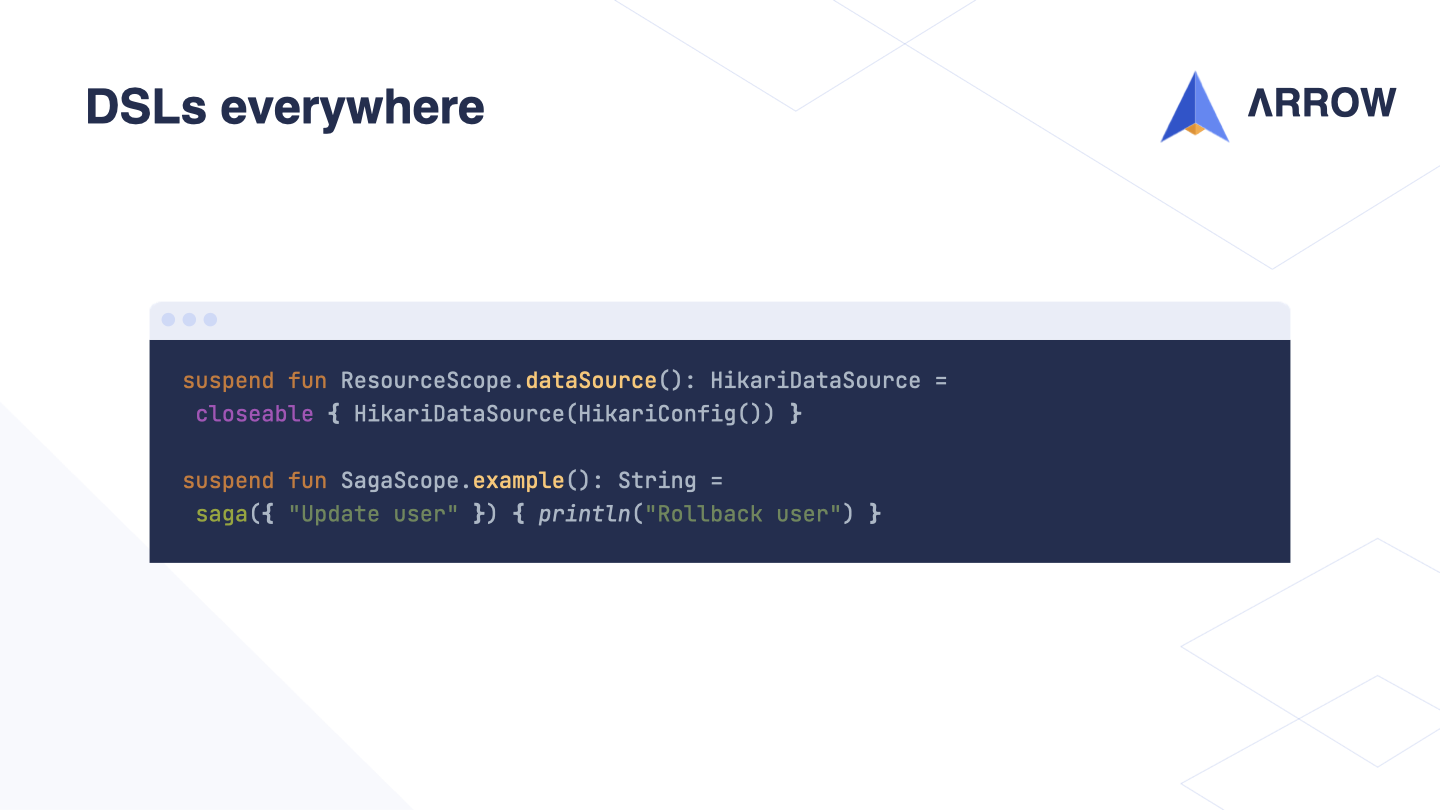 DSLs everywhere
ARROW
suspend fun ResourceScope.dataSource(): HikariDataSource =
 closeable { HikariDataSource(HikariConfig()) }
suspend fun SagaScope.example(): String =
 saga({ "Update user" }) { println("Rollback user") }